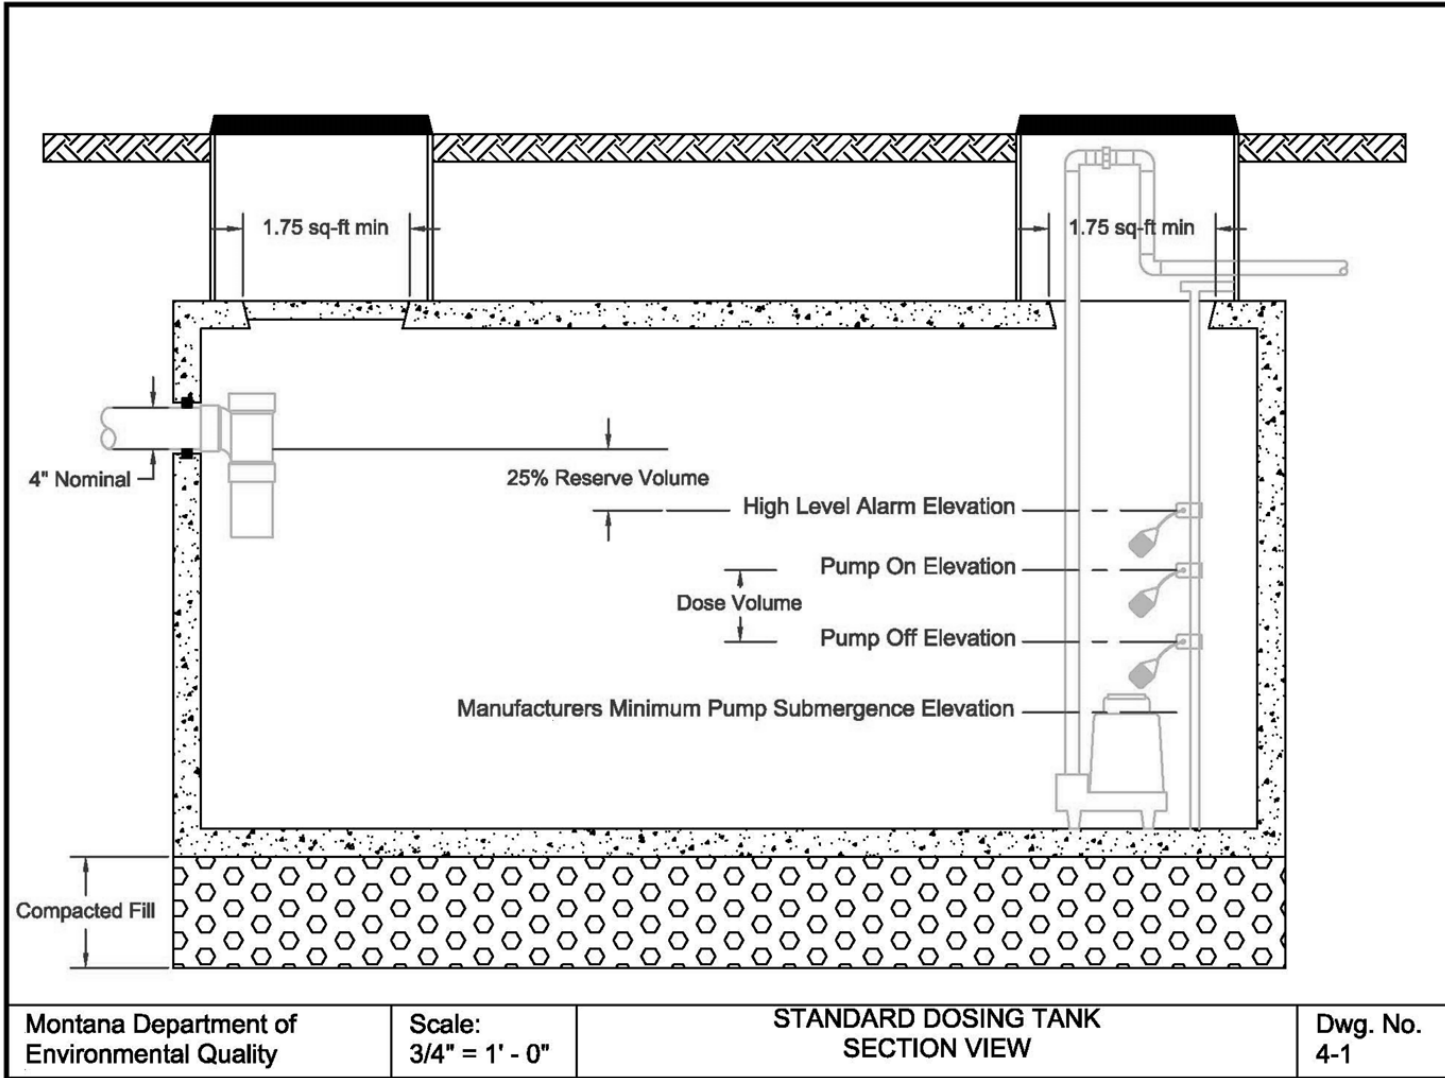 1.75 sq-ft min
1.75 sq-ft min
4" Nominal
25% Reserve Volume
High Level Alarm Elevation
Pump On Elevation
Dose Volume
Pump Off Elevation
Manufacturers Minimum Pump Submergence Elevation
Compacted Fill
Montana Department of
Environmental Quality
Scale:
3/4" = 1' - 0"
STANDARD DOSING TANK
SECTION VIEW
Dwg. No.
4-1